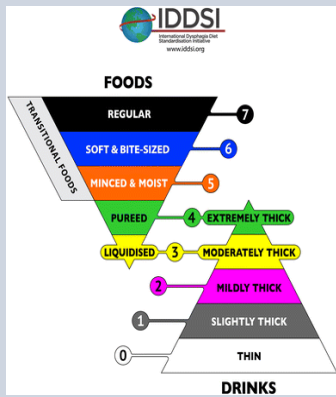 IDDSI
International Dysphagia Diet
Standardisation Initiative
www.iddsi.org
FOODS
TRANSITIONAL FOODS
REGULAR 7
SOFT & BITE-SIZED 6
MINCED & MOIST 5
PUREED 4 EXTREMELY THICK
LIQUIDISED 3 MODERATELY THICK
2 MILDLY THICK
1 SLIGHTLY THICK
0 THIN
DRINKS